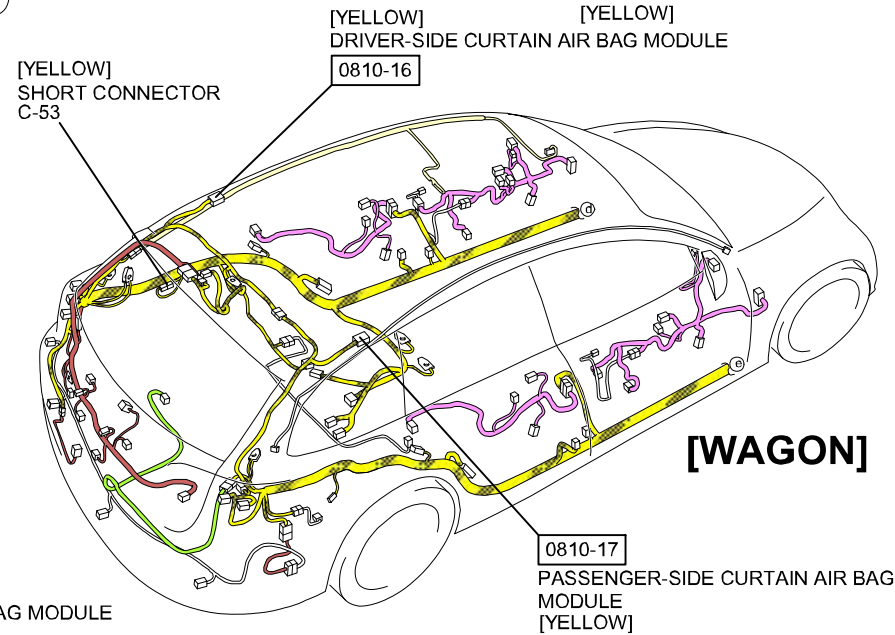 [YELLOW]
DRIVER-SIDE CURTAIN AIR BAG MODULE
0810-16
[YELLOW]
[YELLOW]
SHORT CONNECTOR
C-53
d
e
[WAGON]
0810-17
PASSENGER-SIDE CURTAIN AIR BAG
MODULE
[YELLOW]
AG MODULE